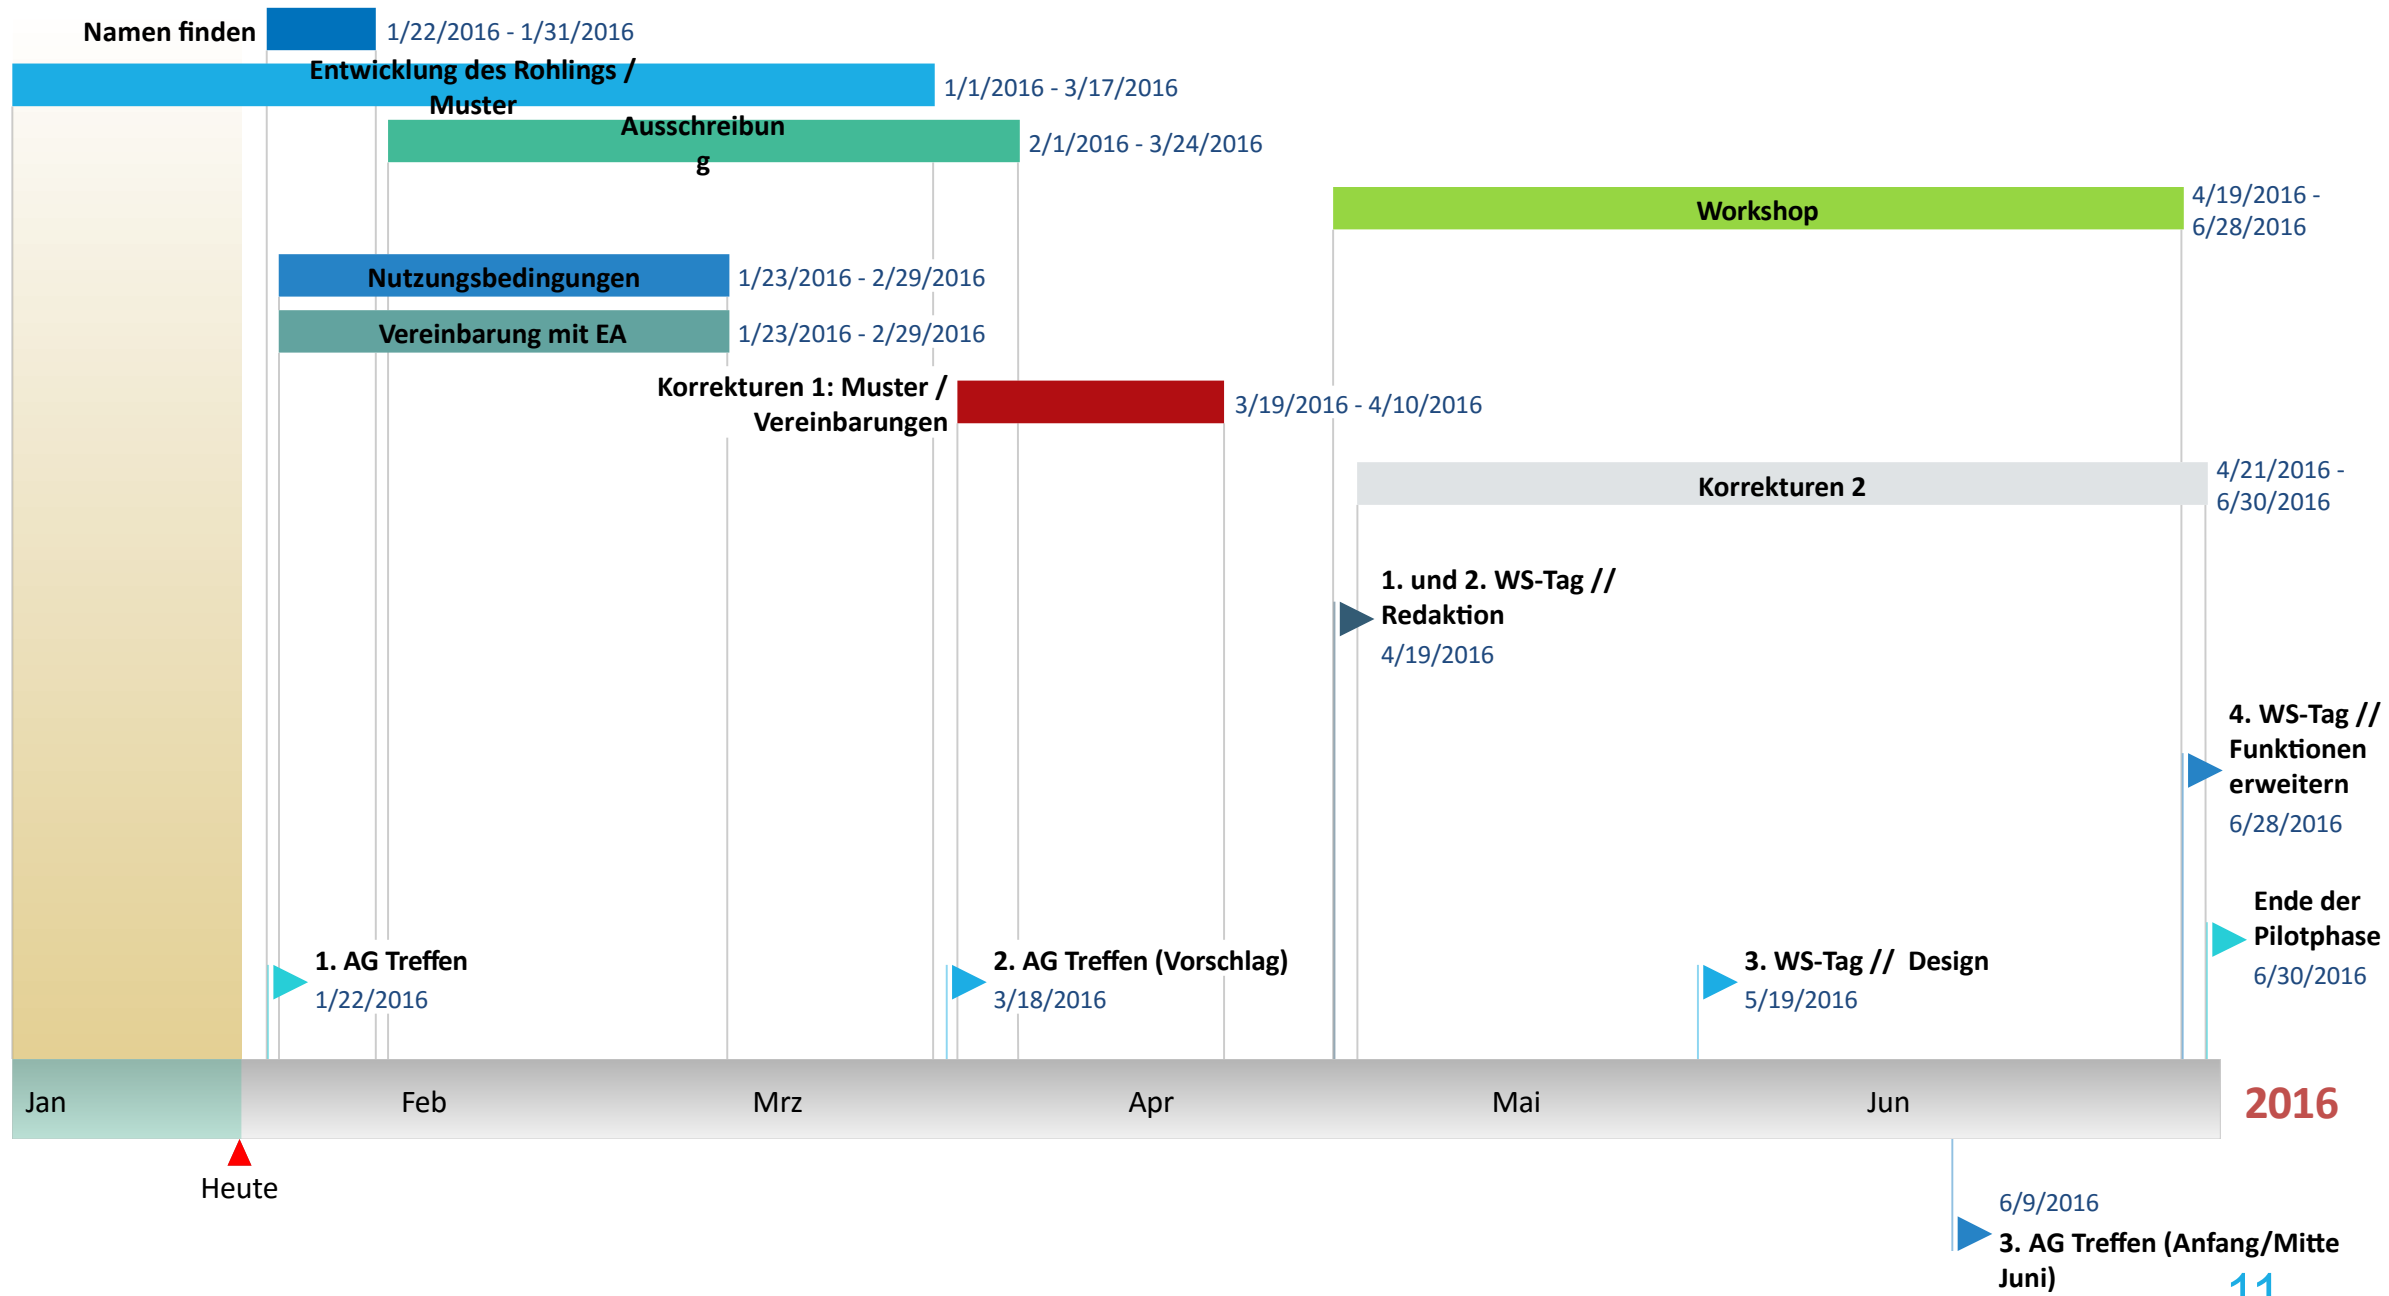 Namen finden
1/22/2016 - 1/31/2016
Entwicklung des Rohlings /
Muster
1/1/2016 - 3/17/2016
Ausschreibun
g
2/1/2016 - 3/24/2016
Workshop
4/19/2016 -
6/28/2016
Nutzungsbedingungen
1/23/2016 - 2/29/2016
Vereinbarung mit EA
1/23/2016 - 2/29/2016
Korrekturen 1: Muster /
Vereinbarungen
3/19/2016 - 4/10/2016
Korrekturen 2
4/21/2016 -
6/30/2016
1. und 2. WS-Tag //
Redaktion
4/19/2016
4. WS-Tag //
Funktionen
erweitern
6/28/2016
Ende der
Pilotphase
6/30/2016
1. AG Treffen
1/22/2016
2. AG Treffen (Vorschlag)
3/18/2016
3. WS-Tag // Design
5/19/2016
Jan Feb Mrz Apr Mai Jun 2016
Heute
6/9/2016
3. AG Treffen (Anfang/Mitte
Juni)
11